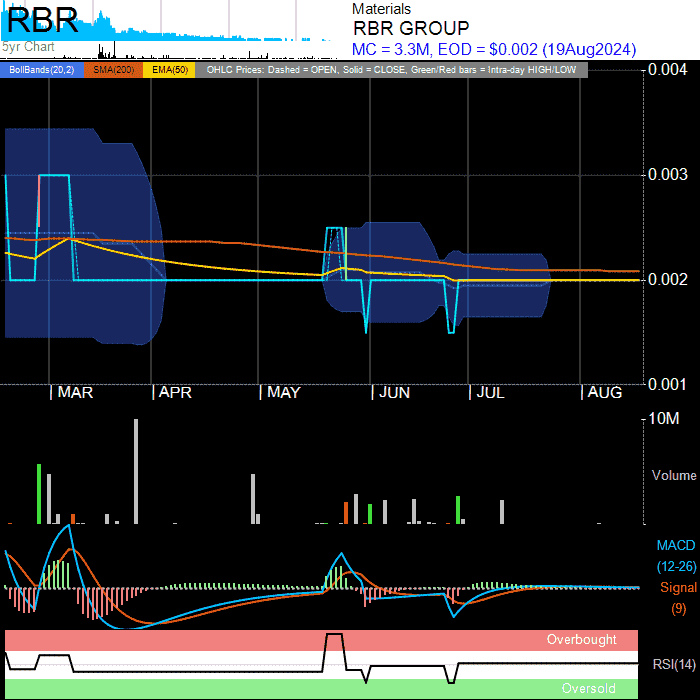 RBR
5yr Chart
Materials
RBR GROUP
MC = 3.3M, EOD = $0.002 (19Aug2024)
BollBands(20,2) SMA(200) EMA(50) OHLC Prices: Dashed = OPEN, Solid = CLOSE, Green/Red bars = Intra-day HIGH/LOW
0.004
0.003
0.002
0.001
MAR APR MAY JUN JUL AUG
10M
Volume
MACD
(12-26)
Signal
(9)
Overbought
RSI(14)
Oversold